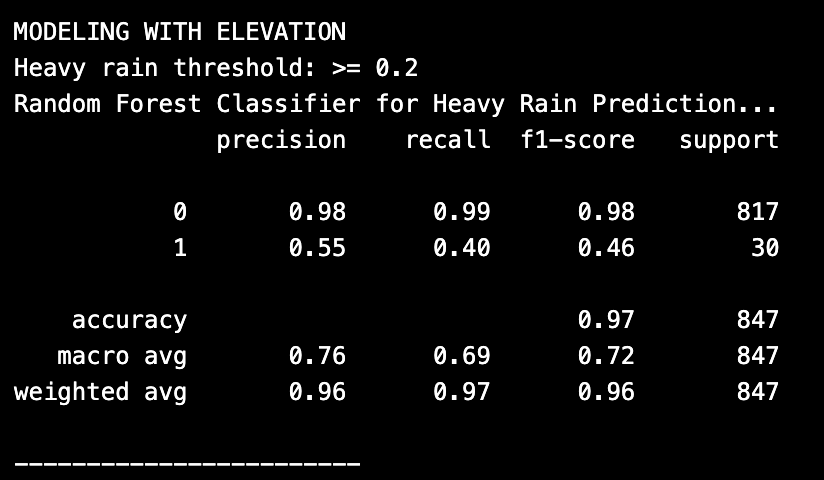 MODELING WITH ELEVATION
Heavy rain threshold: >= 0.2
Random Forest Classifier for Heavy Rain Prediction...
precision recall f1-score support
0 0.98 0.99 0.98 817
1 0.55 0.40 0.46 30
accuracy 0.97 847
macro avg 0.76 0.69 0.72 847
weighted avg 0.96 0.97 0.96 847
------------------------